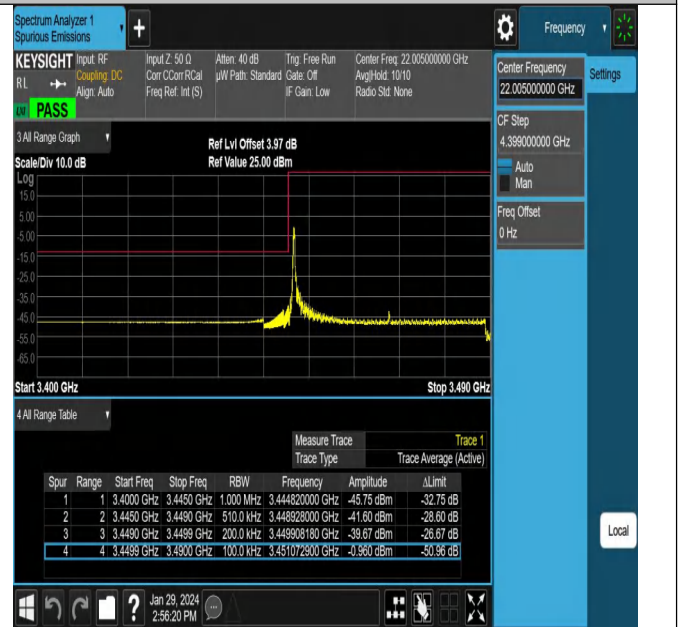 Spectrum Analyzer 1
Spurious Emissions
+
Frequency
KEYSIGHT
RL
Input: RF
Coupling: DC
Align: Auto
Input Z: 50 Ω
Corr CCorr RCal
Freq Ref: Int (S)
Atten: 40 dB
µW Path: Standard
Trig: Free Run
Gate: Off
IF Gain: Low
Center Freq: 22.005000000 GHz
Avg|Hold: 10/10
Radio Std: None
PASS
Center Frequency
22.005000000 GHz
Settings
CF Step
4.399000000 GHz
Auto
Man
Freq Offset
0 Hz
3 All Range Graph
Scale/Div 10.0 dB
Ref Lvl Offset 3.97 dB
Ref Value 25.00 dBm
Log
15.0
5.00
-5.00
-15.0
-25.0
-35.0
-45.0
-55.0
-65.0
Start 3.400 GHz
Stop 3.490 GHz
4 All Range Table
Measure Trace Trace 1
Trace Type Trace Average (Active)
Spur Range Start Freq Stop Freq RBW Frequency Amplitude ΔLimit
1 1 3.4000 GHz 3.4450 GHz 1.000 MHz 3.444820000 GHz -45.75 dBm -32.75 dB
2 2 3.4450 GHz 3.4490 GHz 510.0 kHz 3.448928000 GHz -41.60 dBm -28.60 dB
3 3 3.4490 GHz 3.4499 GHz 200.0 kHz 3.449908180 GHz -39.67 dBm -26.67 dB
4 4 3.4499 GHz 3.4900 GHz 100.0 kHz 3.451072900 GHz -0.960 dBm -50.96 dB
Local
?
Jan 29, 2024
2:56:20 PM